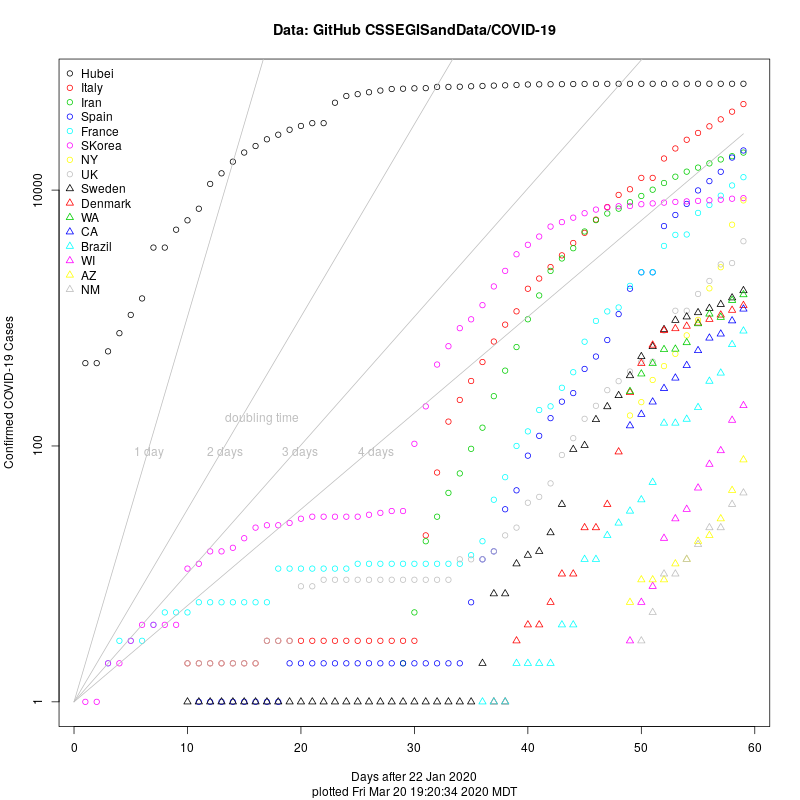 Data: GitHub CSSEGISandData/COVID-19
Hubei
Italy
Iran
Spain
France
SKorea
NY
UK
Sweden
Denmark
WA
CA
Brazil
WI
AZ
NM
10000
100
1
Confirmed COVID-19 Cases
doubling time
1 day
2 days
3 days
4 days
0
10
20
30
40
50
60
Days after 22 Jan 2020
plotted Fri Mar 20 19:20:34 2020 MDT